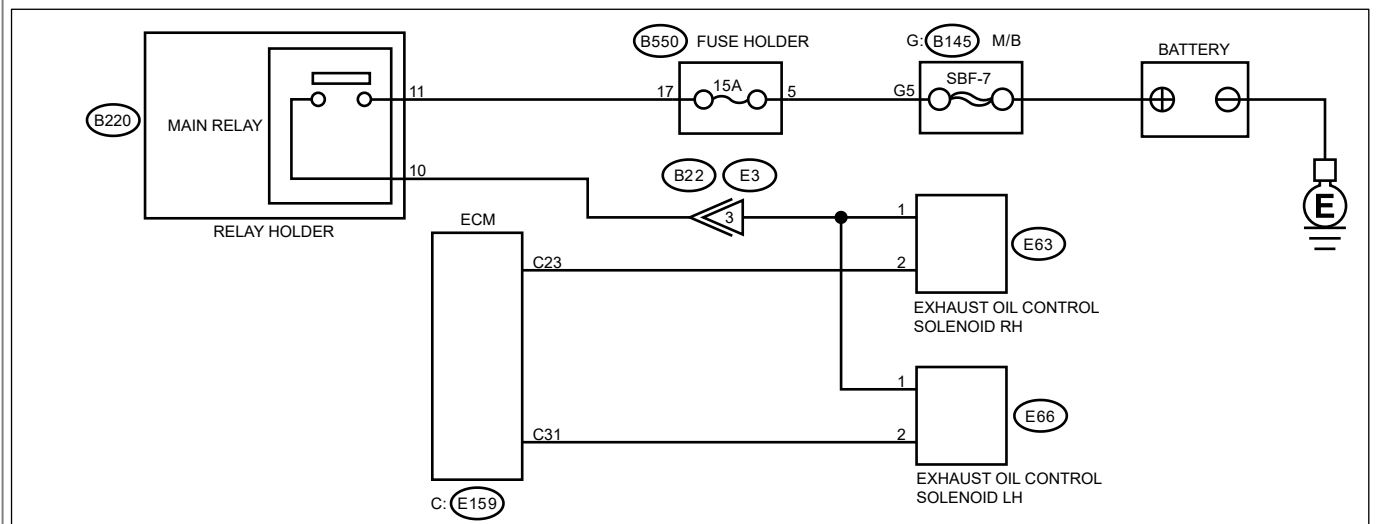 B550 FUSE HOLDER
G: B145 M/B
BATTERY
15A
SBF-7
11
17
5
G5
B220
MAIN RELAY
10
B22
E3
RELAY HOLDER
ECM
3
1
E63
E
C23
2
EXHAUST OIL CONTROL
SOLENOID RH
1
E66
C31
2
EXHAUST OIL CONTROL
SOLENOID LH
C: E159